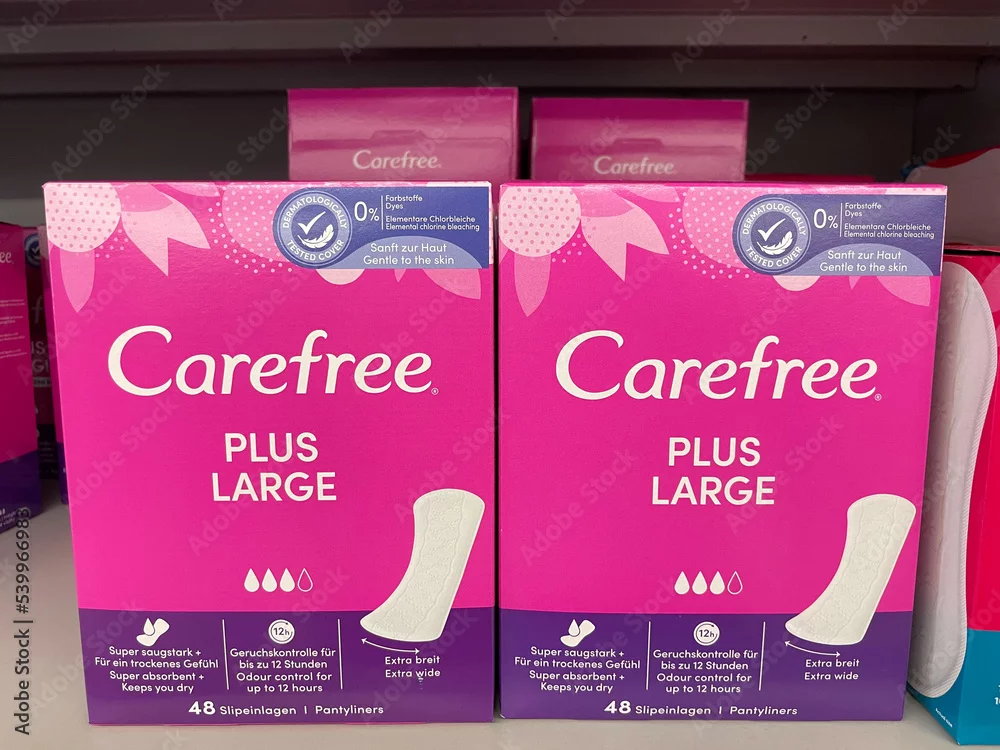 Carefree®
Carefree®
DERMATOLOGICALLY
TESTED COVER
0%
Farbstoffe
Dyes
Elementare Chlorbleiche
Elemental chlorine bleaching
Sanft zur Haut
Gentle to the skin
Carefree®
PLUS
LARGE
Super saugstark +
Für ein trockenes Gefühl
Super absorbent +
Keeps you dry
12h
Geruchskontrolle für
bis zu 12 Stunden
Odour control for
up to 12 hours
Extra breit
Extra wide
48 Slipeinlagen | Pantyliners
DERMATOLOGICALLY
TESTED COVER
0%
Farbstoffe
Dyes
Elementare Chlorbleiche
Elemental chlorine bleaching
Sanft zur Haut
Gentle to the skin
Carefree®
PLUS
LARGE
Super saugstark +
Für ein trockenes Gefühl
Super absorbent +
Keeps you dry
12h
Geruchskontrolle für
bis zu 12 Stunden
Odour control for
up to 12 hours
Extra breit
Extra wide
48 Slipeinlagen | Pantyliners
Adobe Stock | #539966983